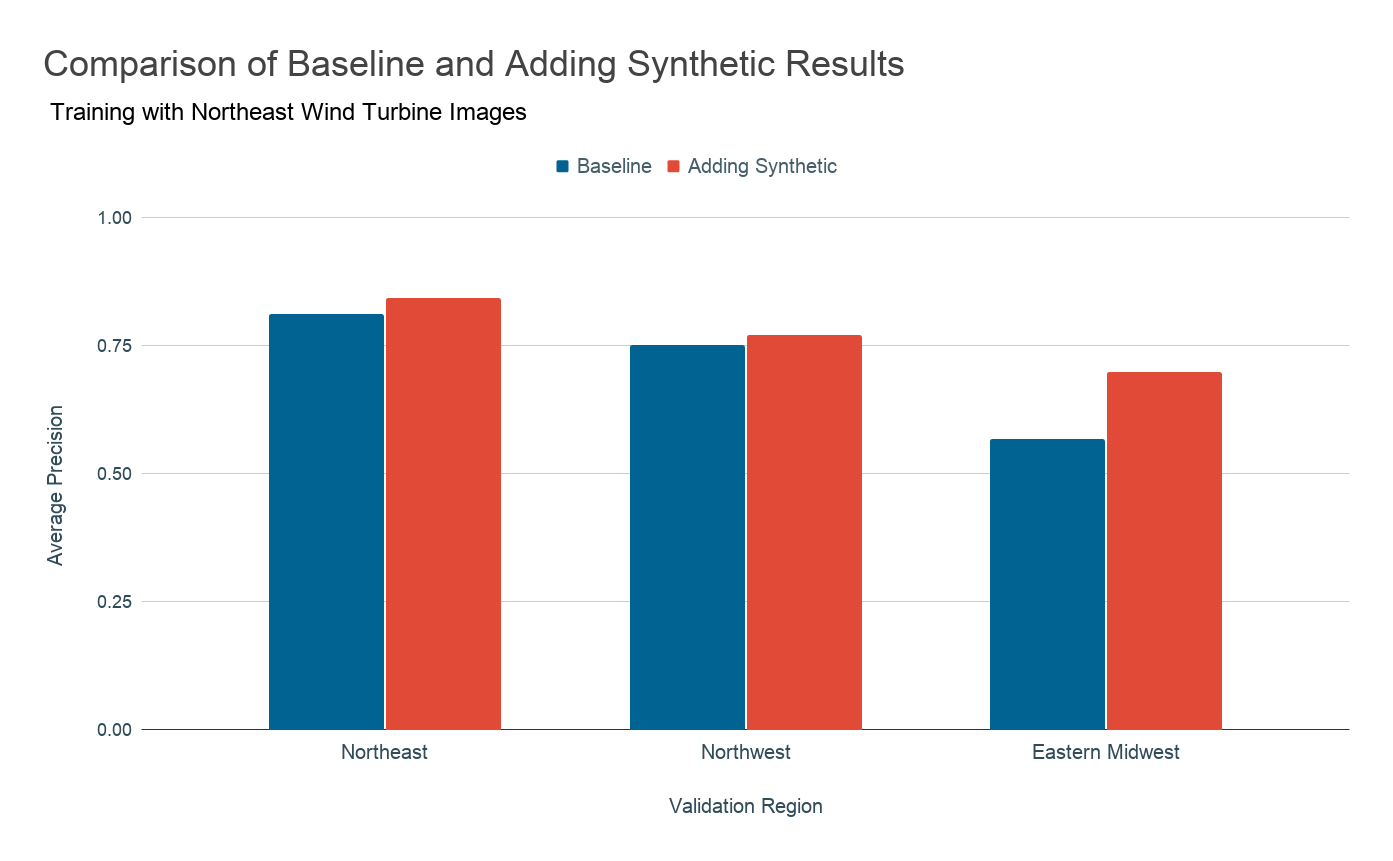 Comparison of Baseline and Adding Synthetic Results
Training with Northeast Wind Turbine Images
Baseline Adding Synthetic
1.00
0.75
0.50
0.25
0.00
Average Precision
Northeast Northwest Eastern Midwest
Validation Region